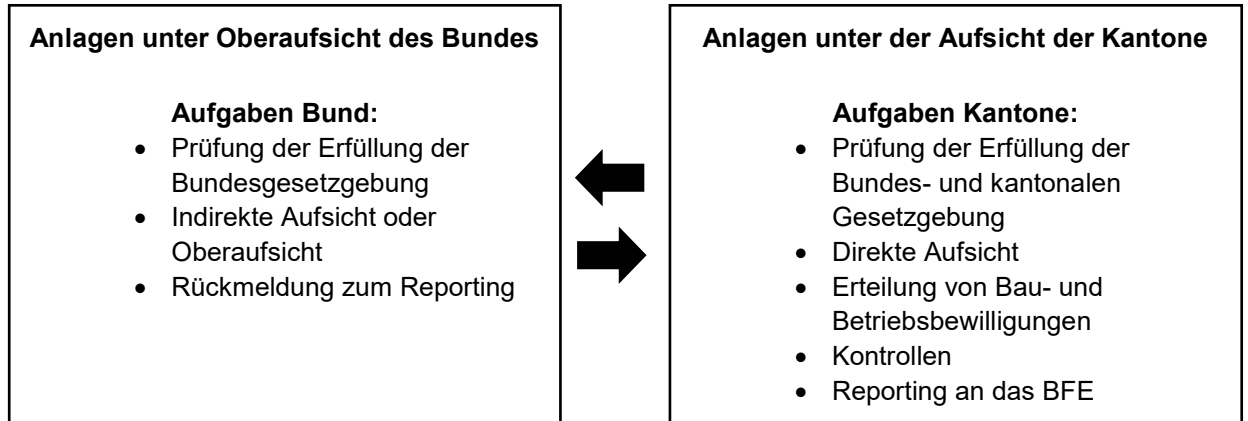 Anlagen unter Oberaufsicht des Bundes
Aufgaben Bund:
• Prüfung der Erfüllung der
Bundesgesetzgebung
• Indirekte Aufsicht oder
Oberaufsicht
• Rückmeldung zum Reporting
Anlagen unter der Aufsicht der Kantone
Aufgaben Kantone:
• Prüfung der Erfüllung der
Bundes- und kantonalen
Gesetzgebung
• Direkte Aufsicht
• Erteilung von Bau- und
Betriebsbewilligungen
• Kontrollen
• Reporting an das BFE